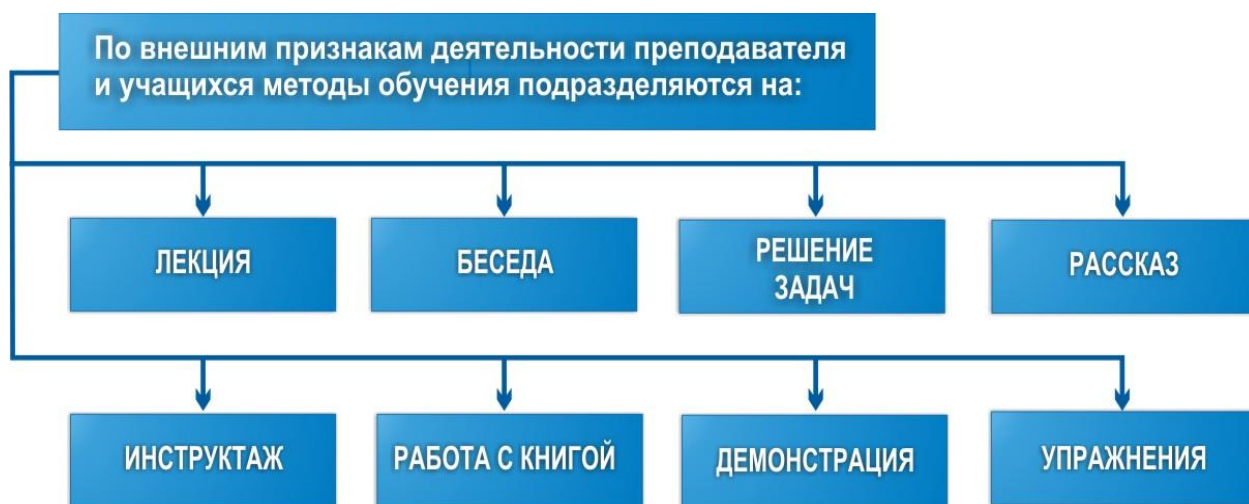 По внешним признакам деятельности преподавателя
и учащихся методы обучения подразделяются на:
ЛЕКЦИЯ
БЕСЕДА
РЕШЕНИЕ
ЗАДАЧ
РАССКАЗ
ИНСТРУКТАЖ
РАБОТА С КНИГОЙ
ДЕМОНСТРАЦИЯ
УПРАЖНЕНИЯ